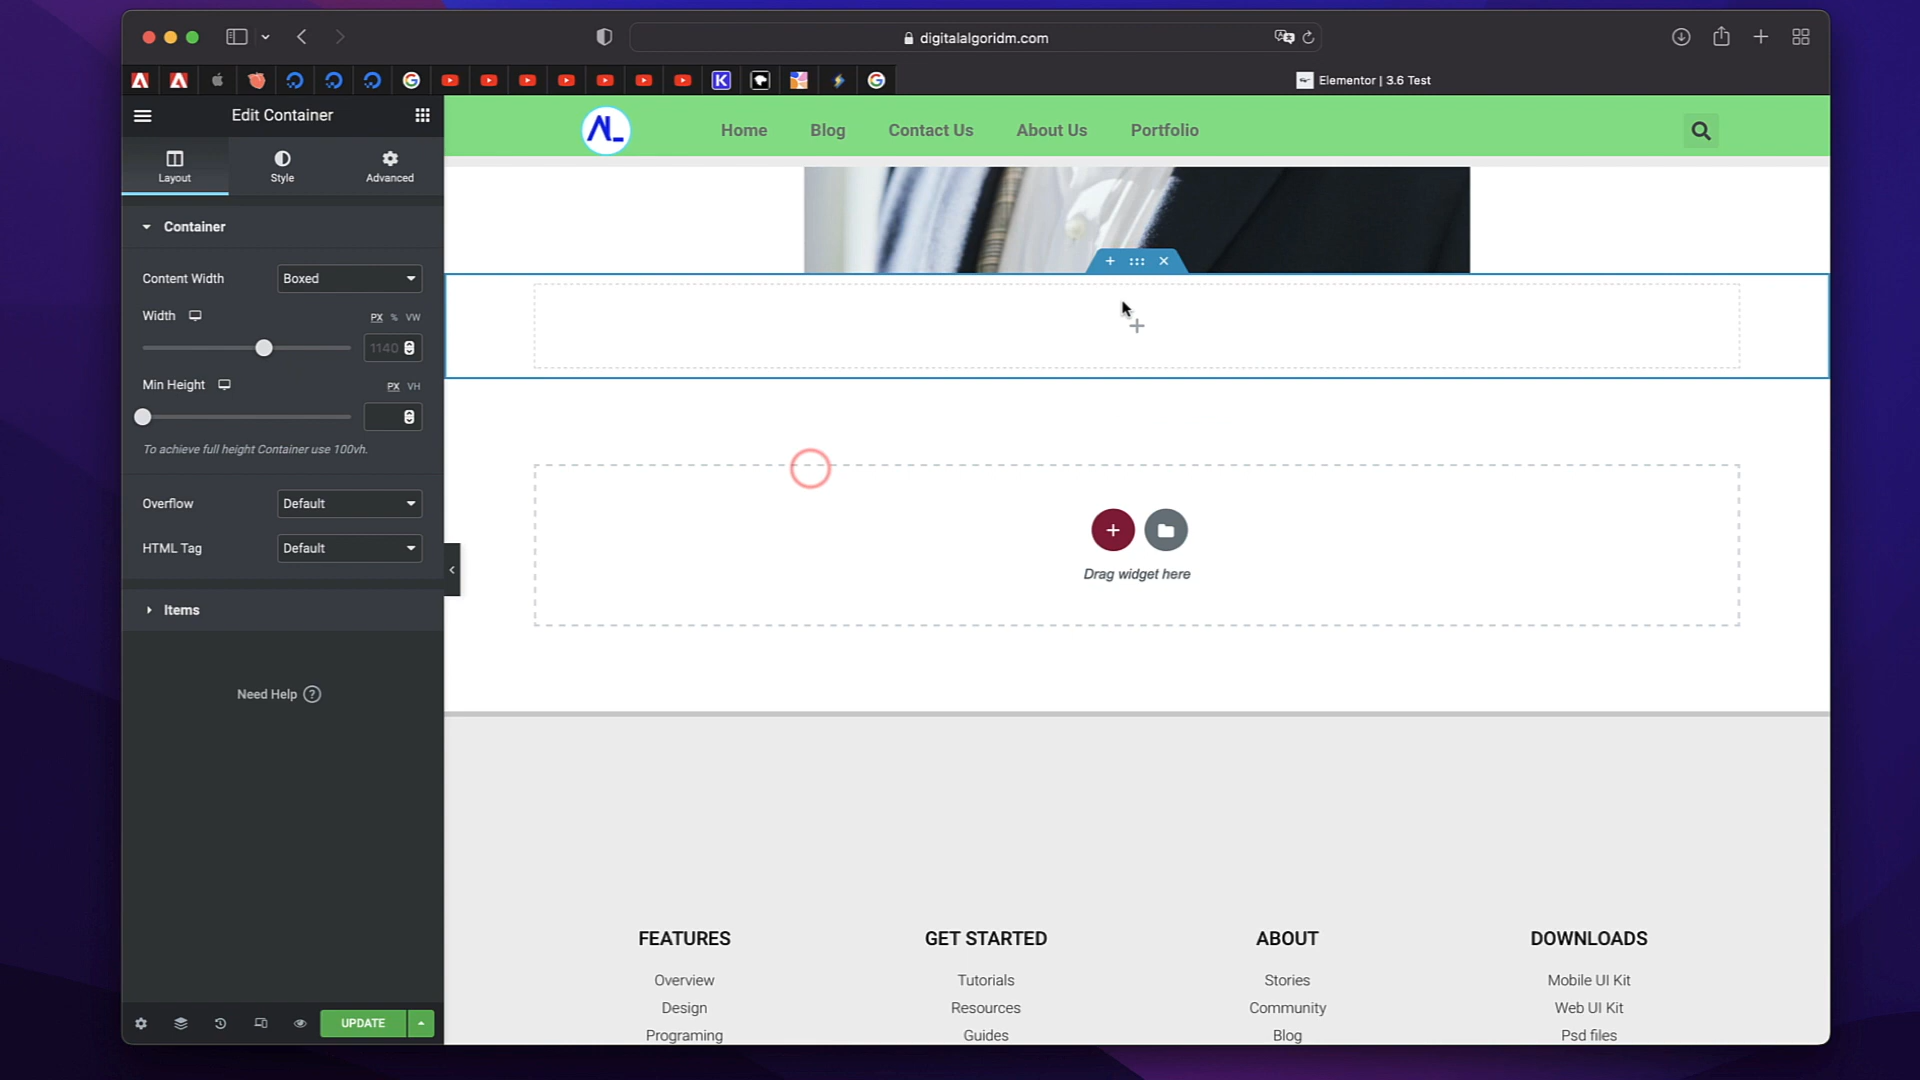 digitalalgoridm.com
K
Elementor | 3.6 Test
Edit Container
Layout
Style
Advanced
Home
Blog
Contact Us
About Us
Portfolio
Container
Content Width
Boxed
Width
PX % VW
1140
Min Height
PX VH
To achieve full height Container use 100vh.
Overflow
Default
HTML Tag
Default
Items
Need Help ?
Drag widget here
FEATURES
GET STARTED
ABOUT
DOWNLOADS
Overview
Tutorials
Stories
Mobile UI Kit
Design
Resources
Community
Web UI Kit
Programing
Guides
Blog
Psd files
UPDATE